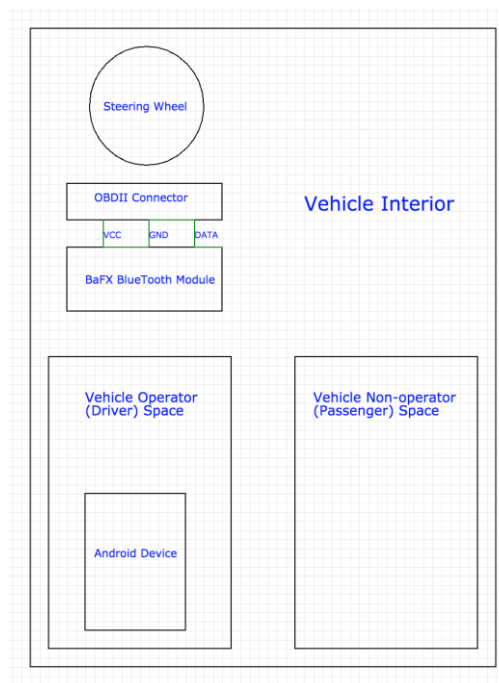 Steering Wheel
OBDII Connector
Vehicle Interior
VCC
GND
DATA
BaFX BlueTooth Module
Vehicle Operator
(Driver) Space
Vehicle Non-operator
(Passenger) Space
Android Device